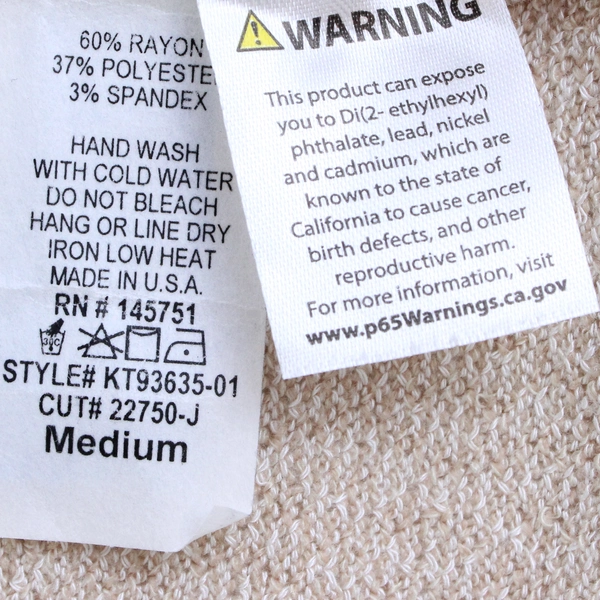 60% RAYON
37% POLYESTE
3% SPANDEX
HAND WASH
WITH COLD WATER
DO NOT BLEACH
HANG OR LINE DRY
IRON LOW HEAT
MADE IN U.S.A.
RN # 145751
30C
STYLE# KT93635-01
CUT# 22750-J
Medium
WARNING
This product can expose
you to Di(2- ethylhexyl)
phthalate, lead, nickel
and cadmium, which are
known to the state of
California to cause cancer,
birth defects, and other
reproductive harm.
For more information, visit
www.p65Warnings.ca.gov